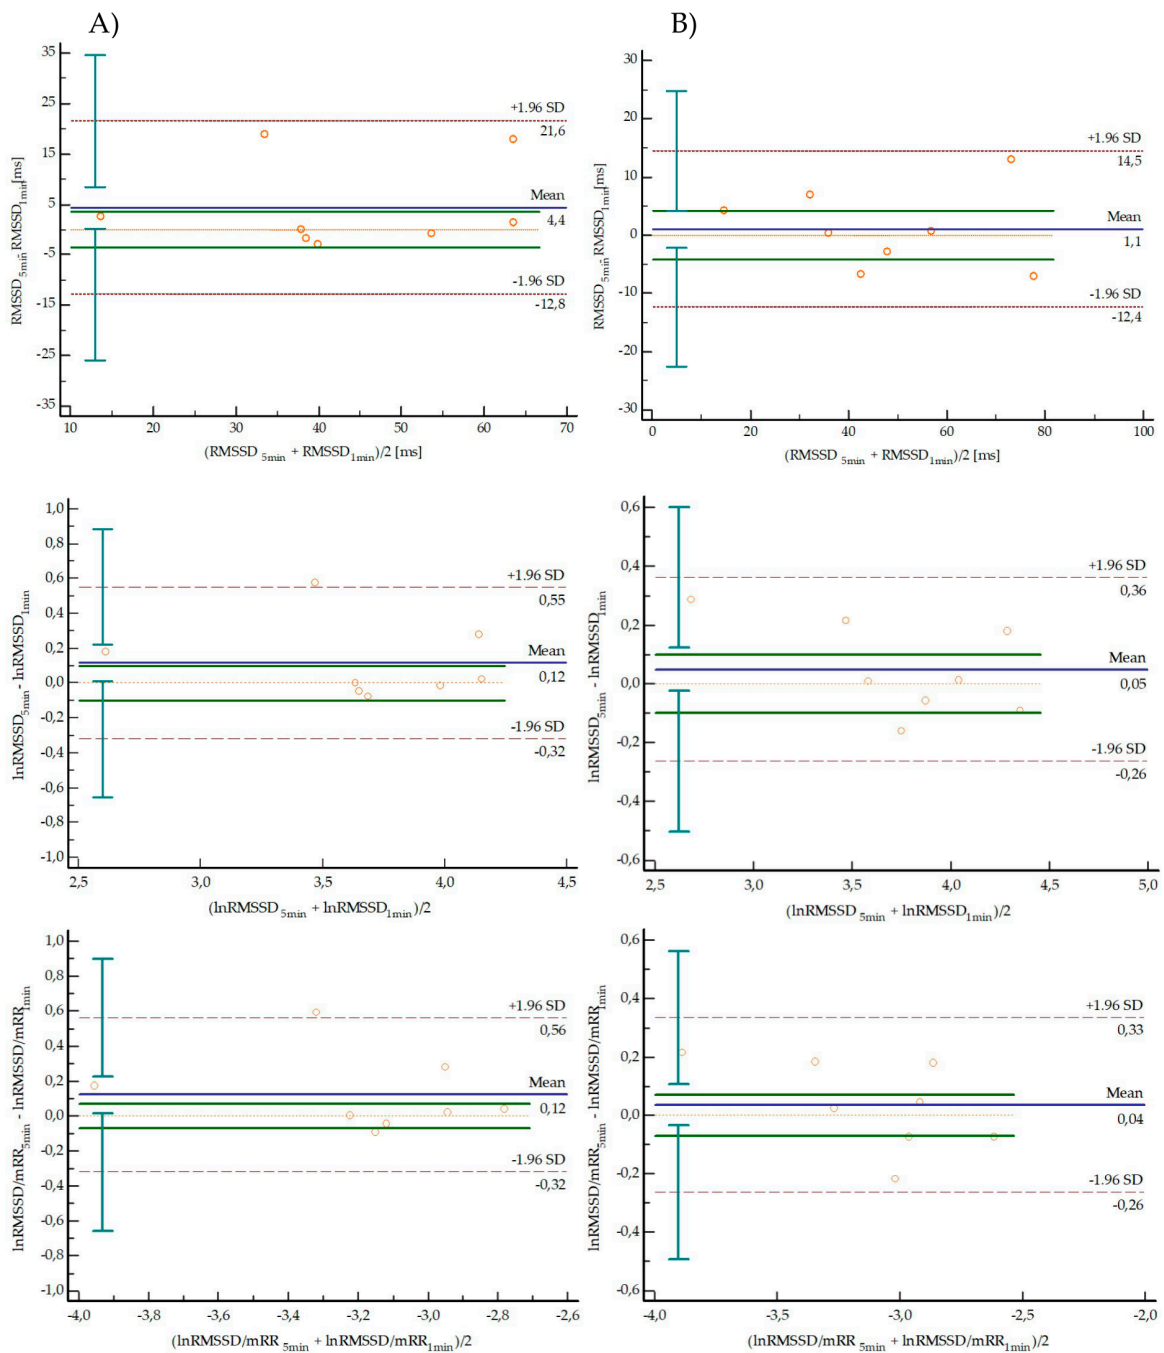 A)
B)
35
25
15
5
-5
-15
-25
-35
RMSSD 5min- RMSSD 1min [ms]
+1.96 SD
21,6
Mean
4,4
-1.96 SD
-12,8
10 20 30 40 50 60 70
(RMSSD 5min + RMSSD1min)/2 [ms]
30
20
10
0
-10
-20
-30
RMSSD 5min- RMSSD 1min [ms]
+1.96 SD
14,5
Mean
1,1
-1.96 SD
-12,4
0 20 40 60 80 100
(RMSSD 5min + RMSSD1min)/2 [ms]
1,0
0,8
0,6
0,4
0,2
0,0
-0,2
-0,4
-0,6
-0,8
-1,0
lnRMSSD5min - lnRMSSD1min
+1.96 SD
0,55
Mean
0,12
-1.96 SD
-0,32
2,5 3,0 3,5 4,0 4,5
(lnRMSSD 5min + lnRMSSD1min)/2
0,6
0,4
0,2
0,0
-0,2
-0,4
-0,6
lnRMSSD5min - lnRMSSD1min
+1.96 SD
0,36
Mean
0,05
-1.96 SD
-0,26
2,5 3,0 3,5 4,0 4,5 5,0
(lnRMSSD 5min + lnRMSSD1min)/2
1,0
0,8
0,6
0,4
0,2
0,0
-0,2
-0,4
-0,6
-0,8
-1,0
lnRMSSD/mRR5min - lnRMSSD/mRR1min
+1.96 SD
0,56
Mean
0,12
-1.96 SD
-0,32
-4,0 -3,8 -3,6 -3,4 -3,2 -3,0 -2,8 -2,6
(lnRMSSD/mRR 5min + lnRMSSD/mRR1min)/2
0,6
0,4
0,2
0,0
-0,2
-0,4
-0,6
lnRMSSD/mRR5min - lnRMSSD/mRR1min
+1.96 SD
0,33
Mean
0,04
-1.96 SD
-0,26
-4,0 -3,5 -3,0 -2,5 -2,0
(lnRMSSD/mRR 5min + lnRMSSD/mRR1min)/2